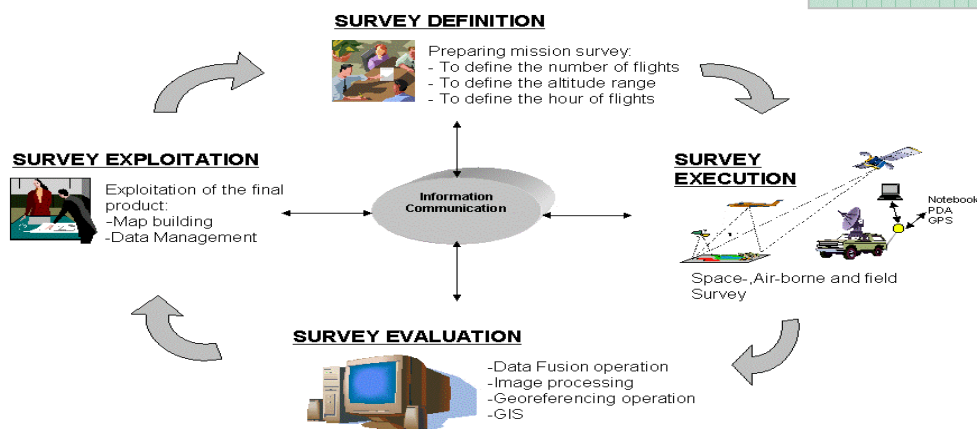 SURVEY DEFINITION
Preparing mission survey:
- To define the number of flights
- To define the altitude range
- To define the hour of flights
SURVEY EXPLOITATION
Exploitation of the final
product:
-Map building
-Data Management
Information
Communication
SURVEY
EXECUTION
Notebook
PDA
GPS
Space-,Air-borne and field
Survey
SURVEY EVALUATION
-Data Fusion operation
-Image processing
-Georeferencing operation
-GIS